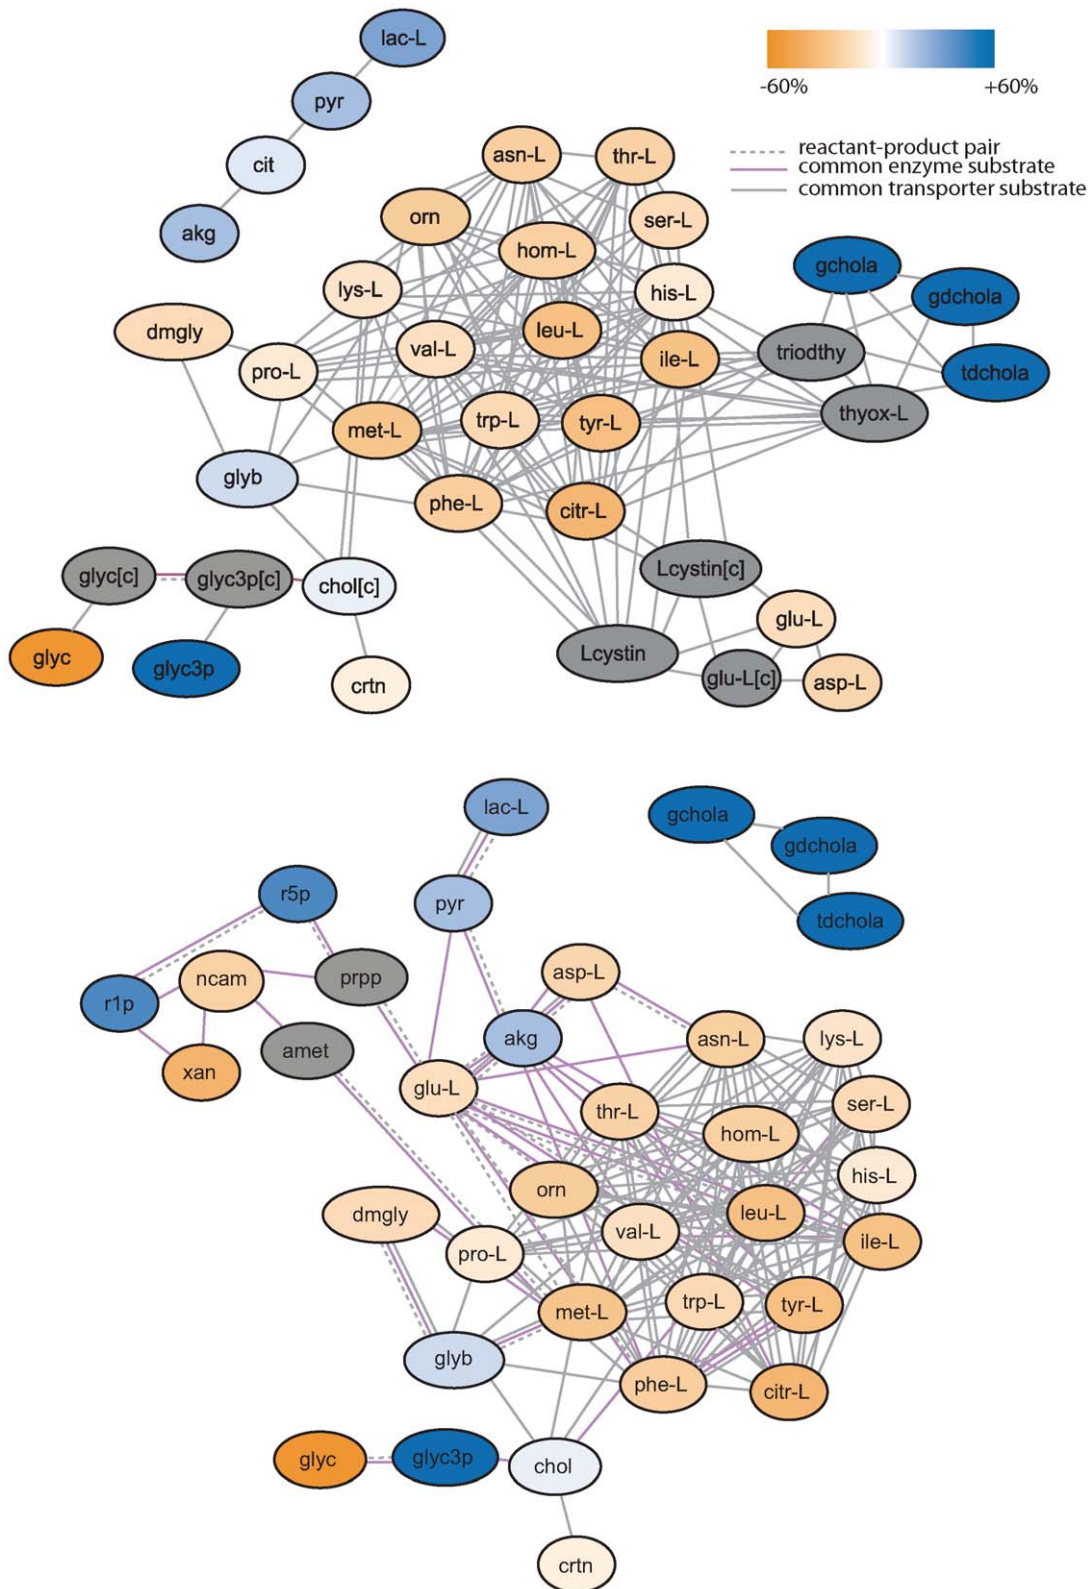 lac-L
-60%
+60%
pyr
reactant-product pair
common enzyme substrate
common transporter substrate
cit
asn-L
thr-L
akg
orn
ser-L
hom-L
gchola
lys-L
his-L
gdchola
dmgly
leu-L
val-L
triodthy
ile-L
pro-L
tdchola
thyox-L
met-L
trp-L
tyr-L
glyb
phe-L
citr-L
glyc[c]
glyc3p[c]
chol[c]
Lcystin[c]
glu-L
glyc
glyc3p
Lcystin
glu-L[c]
asp-L
crtn
lac-L
gchola
gdchola
r5p
pyr
tdchola
ncam
prpp
asp-L
r1p
akg
asn-L
lys-L
amet
xan
glu-L
thr-L
ser-L
hom-L
his-L
orn
dmgly
leu-L
val-L
ile-L
pro-L
met-L
trp-L
tyr-L
glyb
phe-L
citr-L
glyc
glyc3p
chol
crtn